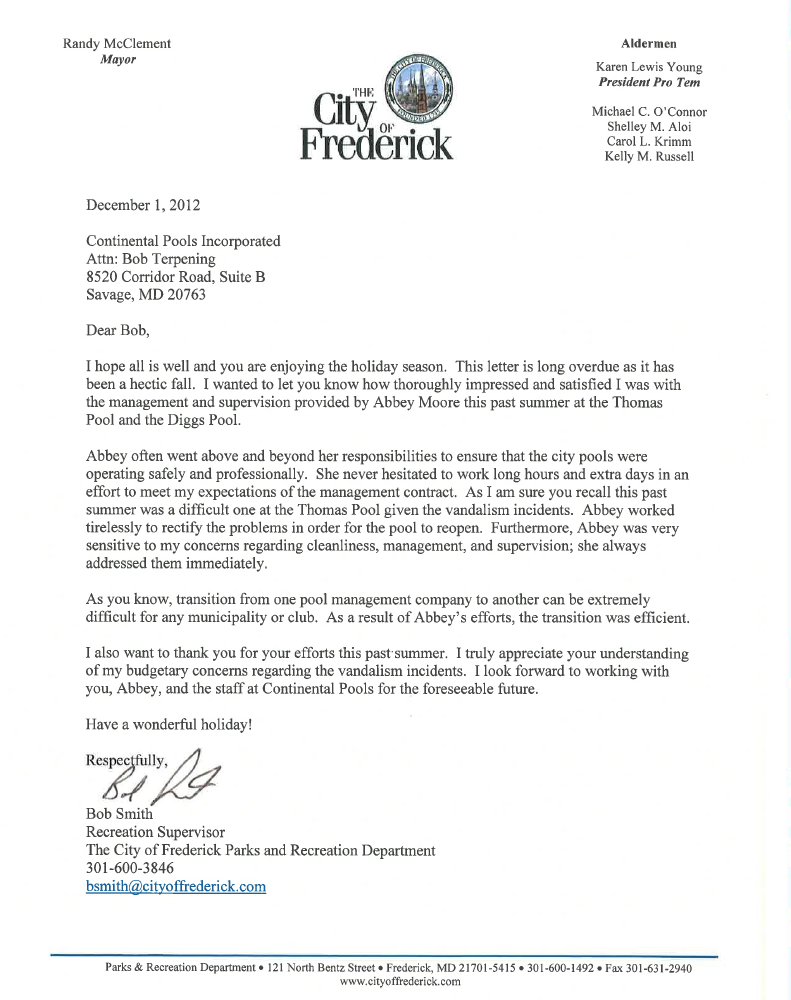 Randy McClement
Mayor
THE
City
OF
Frederick
Aldermen
Karen Lewis Young
President Pro Tem
Michael C. O'Connor
Shelley M. Aloi
Carol L. Krimm
Kelly M. Russell
December 1, 2012
Continental Pools Incorporated
Attn: Bob Terpening
8520 Corridor Road, Suite B
Savage, MD 20763
Dear Bob,
I hope all is well and you are enjoying the holiday season.  This letter is long overdue as it has
been a hectic fall.  I wanted to let you know how thoroughly impressed and satisfied I was with
the management and supervision provided by Abbey Moore this past summer at the Thomas
Pool and the Diggs Pool.
Abbey often went above and beyond her responsibilities to ensure that the city pools were
operating safely and professionally.  She never hesitated to work long hours and extra days in an
effort to meet my expectations of the management contract.  As I am sure you recall this past
summer was a difficult one at the Thomas Pool given the vandalism incidents.  Abbey worked
tirelessly to rectify the problems in order for the pool to reopen.  Furthermore, Abbey was very
sensitive to my concerns regarding cleanliness, management, and supervision; she always
addressed them immediately.
As you know, transition from one pool management company to another can be extremely
difficult for any municipality or club.  As a result of Abbey's efforts, the transition was efficient.
I also want to thank you for your efforts this past summer.  I truly appreciate your understanding
of my budgetary concerns regarding the vandalism incidents.  I look forward to working with
you, Abbey, and the staff at Continental Pools for the foreseeable future.
Have a wonderful holiday!
Respectfully,
Bob Smith
Recreation Supervisor
The City of Frederick Parks and Recreation Department
301-600-3846
bsmith@cityoffrederick.com
Parks & Recreation Department • 121 North Bentz Street • Frederick, MD 21701-5415 • 301-600-1492 • Fax 301-631-2940
www.cityoffrederick.com